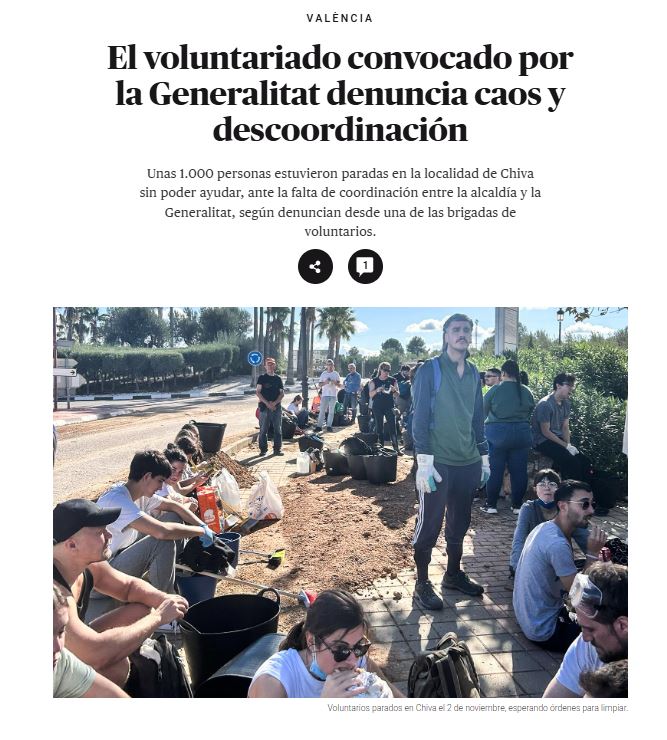 VALÈNCIA
El voluntariado convocado por
la Generalitat denuncia caos y
descoordinación
Unas 1.000 personas estuvieron paradas en la localidad de Chiva
sin poder ayudar, ante la falta de coordinación entre la alcaldía y la
Generalitat, según denuncian desde una de las brigadas de
voluntarios.
1
Voluntarios parados en Chiva el 2 de noviembre, esperando órdenes para limpiar.